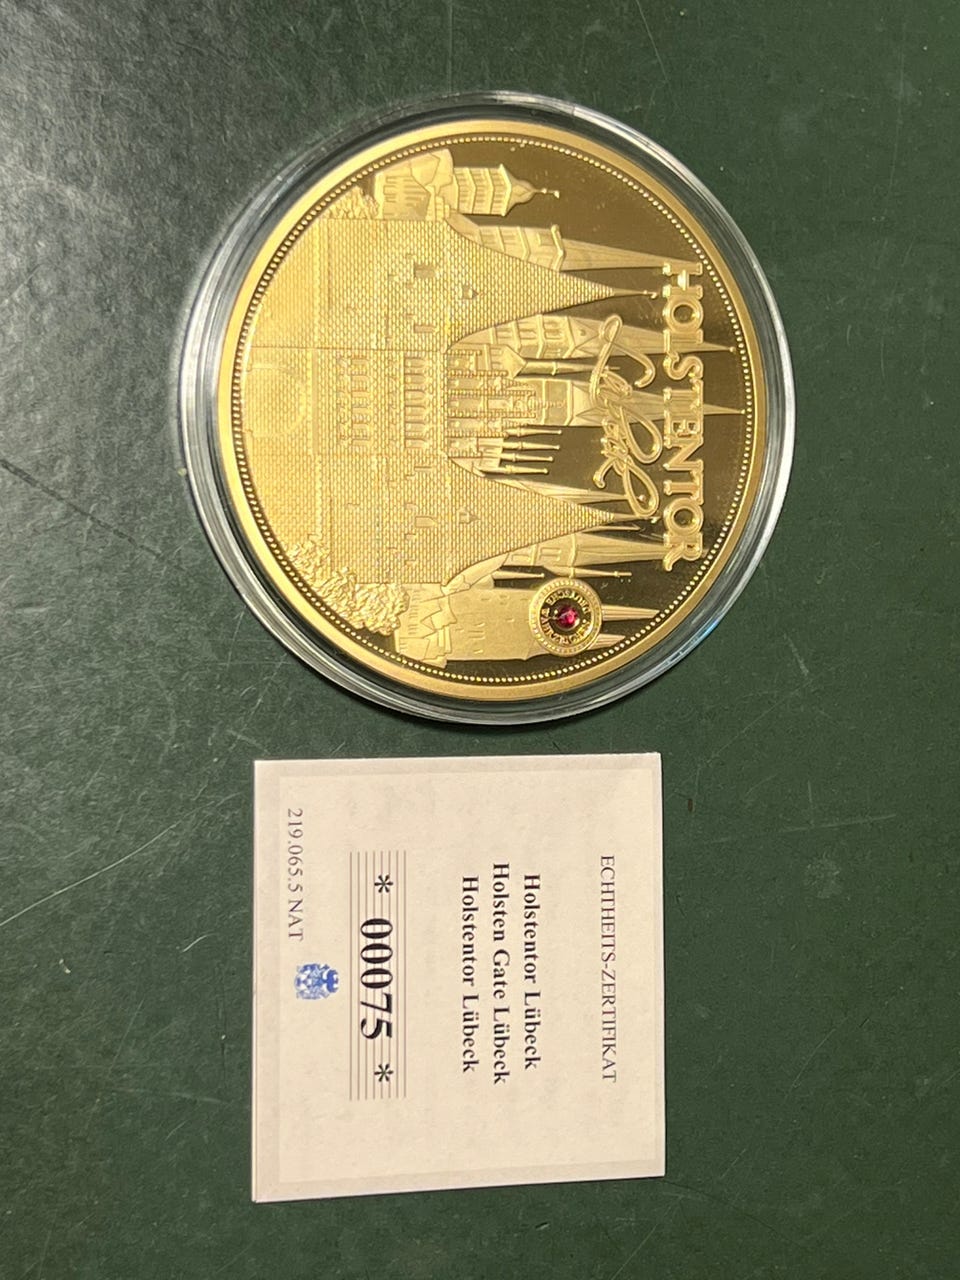 HOLSTENTOR
Lübeck
ECHTHEITS-ZERTIFIKAT
Holstentor Lübeck
Holsten Gate Lübeck
Holstentor Lübeck
* 00075 *
219.065.5 NAT